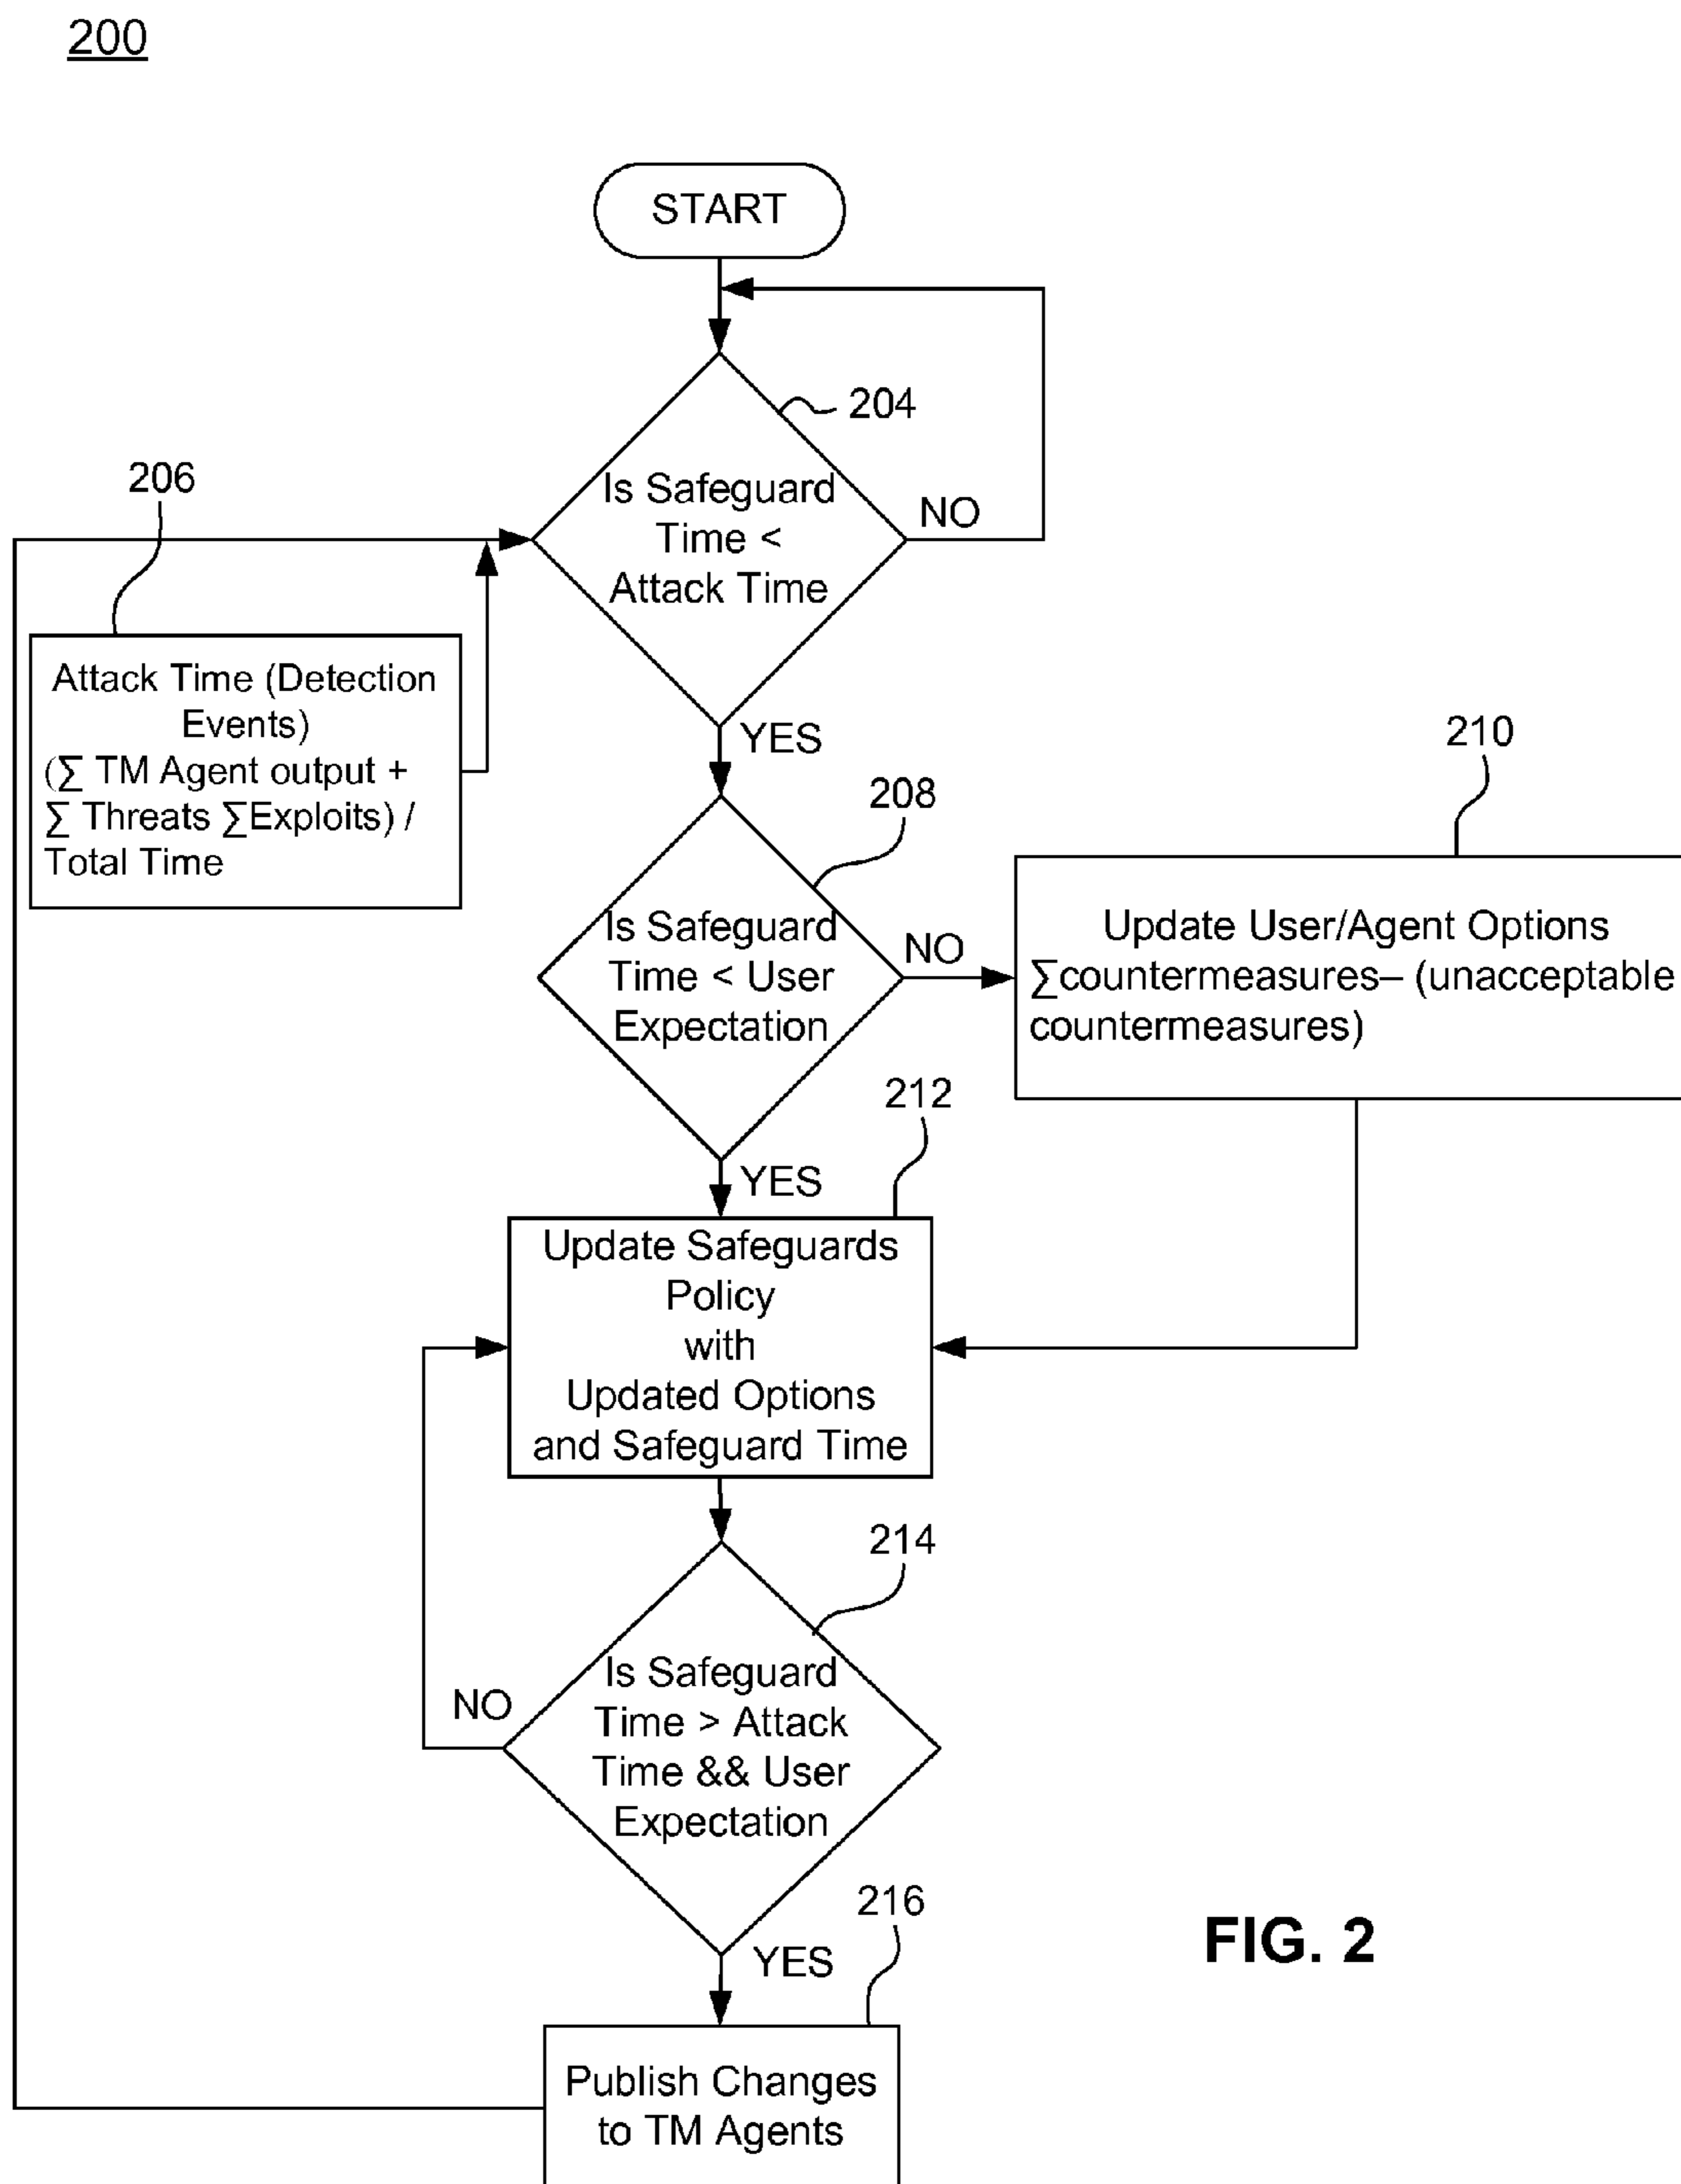 200
START
204
Is Safeguard
Time <
Attack Time
NO
206
Attack Time (Detection
Events)
(∑ TM Agent output +
∑ Threats ∑Exploits) /
Total Time
YES
208
Is Safeguard
Time < User
Expectation
NO
210
Update User/Agent Options
∑countermeasures– (unacceptable
countermeasures)
YES
212
Update Safeguards
Policy
with
Updated Options
and Safeguard Time
214
Is Safeguard
Time > Attack
Time && User
Expectation
NO
YES
216
Publish Changes
to TM Agents
FIG. 2